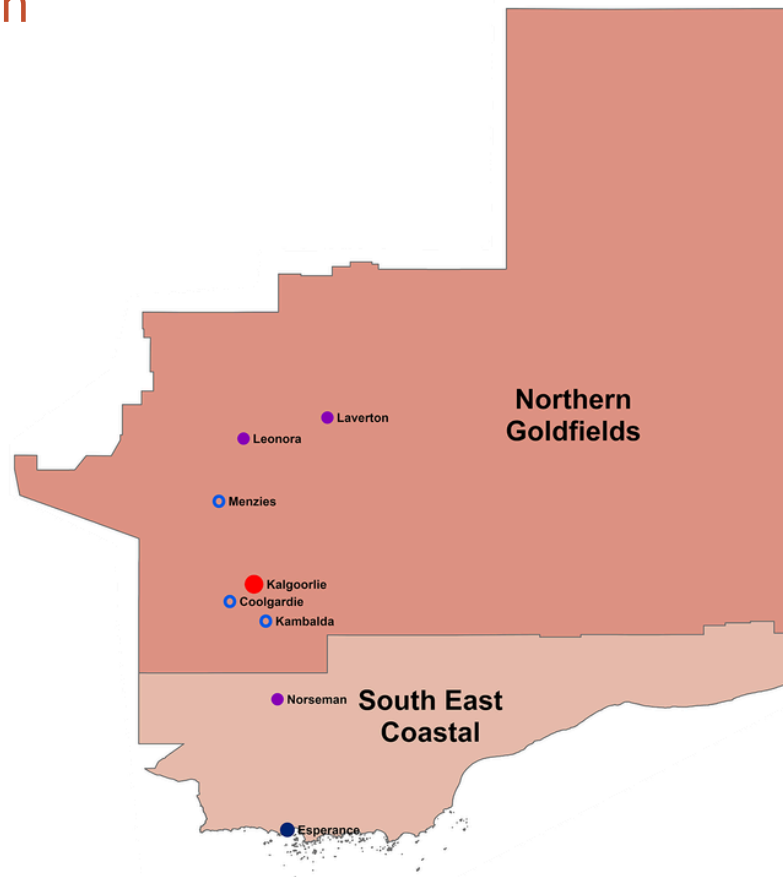 n
Northern
Goldfields
Laverton
Leonora
Menzies
Kalgoorlie
Coolgardie
Kambalda
Norseman
South East
Coastal
Esperance